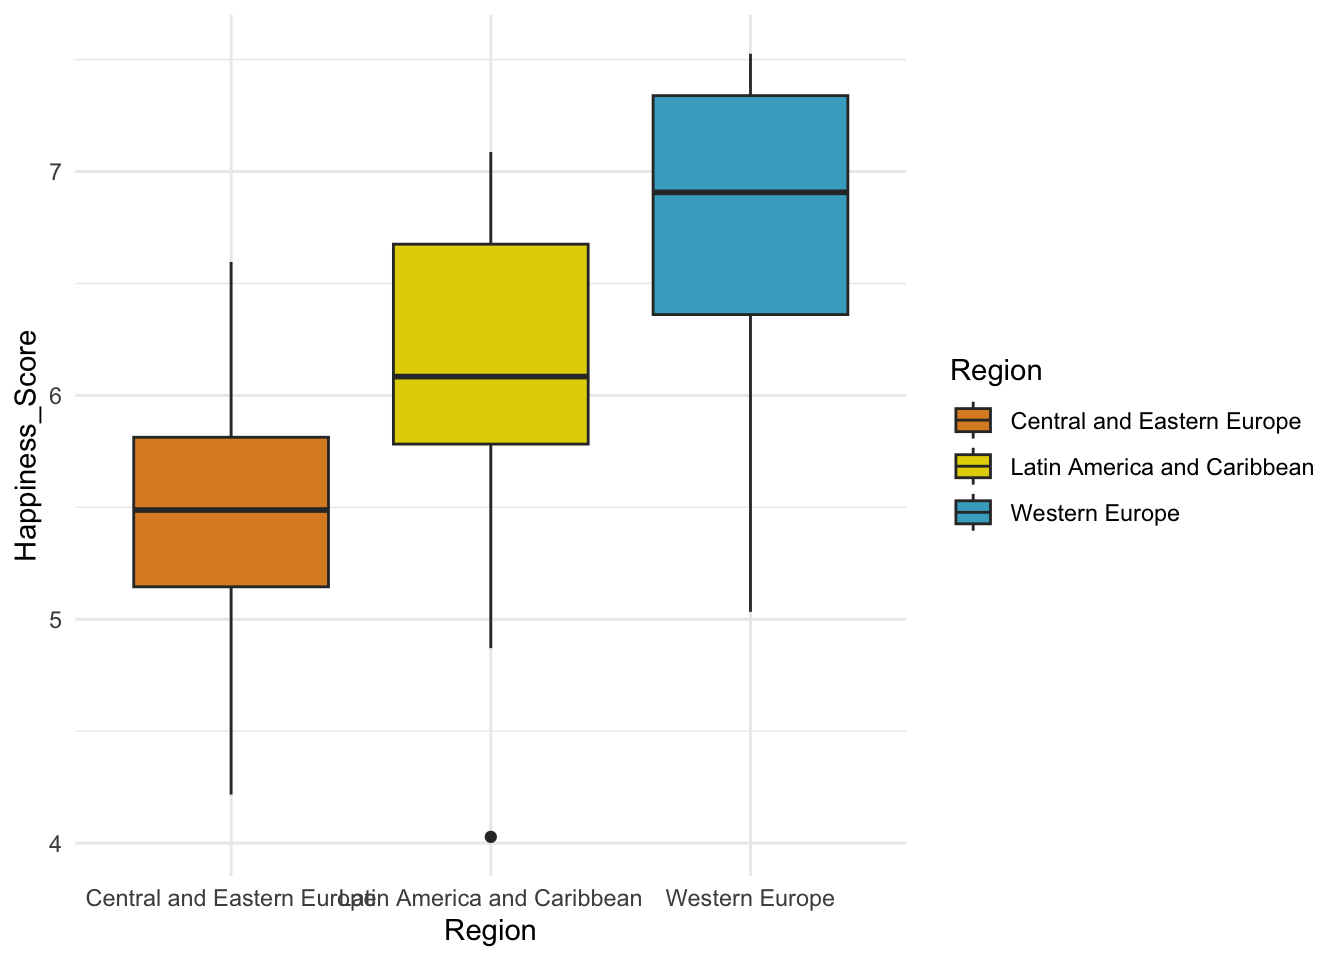 Happiness_Score
7
6
5
4
Central and Eastern Europe
Latin America and Caribbean
Western Europe
Region
Region
Central and Eastern Europe
Latin America and Caribbean
Western Europe